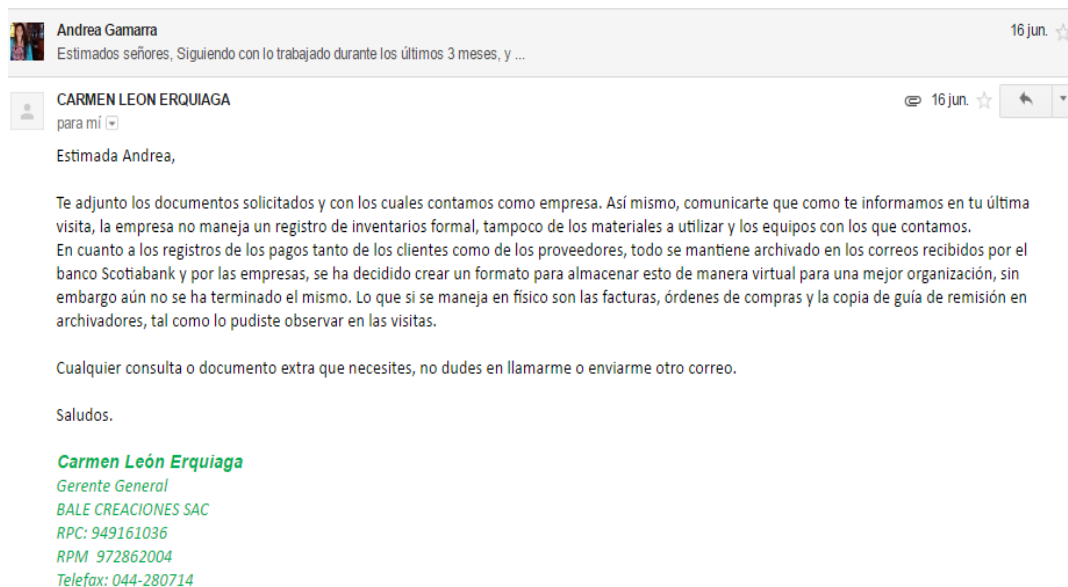 Andrea Gamarra
16 jun.
Estimados señores, Siguiendo con lo trabajado durante los últimos 3 meses, y ...
CARMEN LEON ERQUIAGA
16 jun.
para mí
Estimada Andrea,
Te adjunto los documentos solicitados y con los cuales contamos como empresa. Así mismo, comunicarte que como te informamos en tu última
visita, la empresa no maneja un registro de inventarios formal, tampoco de los materiales a utilizar y los equipos con los que contamos.
En cuanto a los registros de los pagos tanto de los clientes como de los proveedores, todo se mantiene archivado en los correos recibidos por el
banco Scotiabank y por las empresas, se ha decidido crear un formato para almacenar esto de manera virtual para una mejor organización, sin
embargo aún no se ha terminado el mismo. Lo que si se maneja en físico son las facturas, órdenes de compras y la copia de guía de remisión en
archivadores, tal como lo pudiste observar en las visitas.
Cualquier consulta o documento extra que necesites, no dudes en llamarme o enviarme otro correo.
Saludos.
Carmen León Erquiaga
Gerente General
BALE CREACIONES SAC
RPC: 949161036
RPM 972862004
Telefax: 044-280714